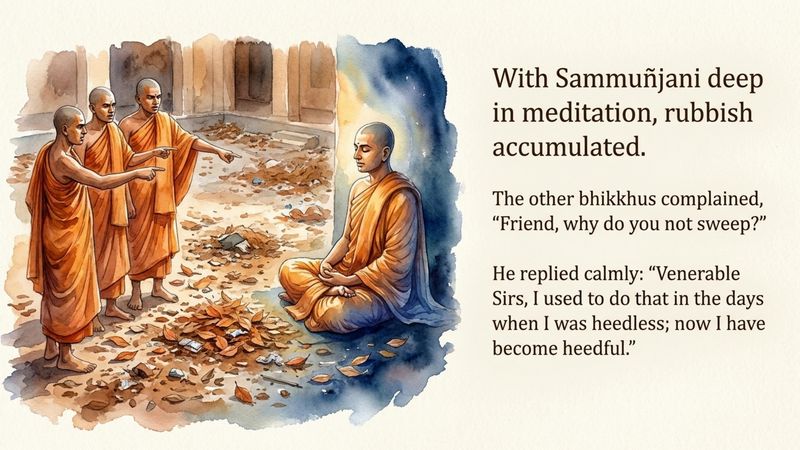 With Sammuñjani deep
in meditation, rubbish
accumulated.
The other bhikkhus complained,
“Friend, why do you not sweep?”
He replied calmly: “Venerable
Sirs, I used to do that in the days
when I was heedless; now I have
become heedful.”